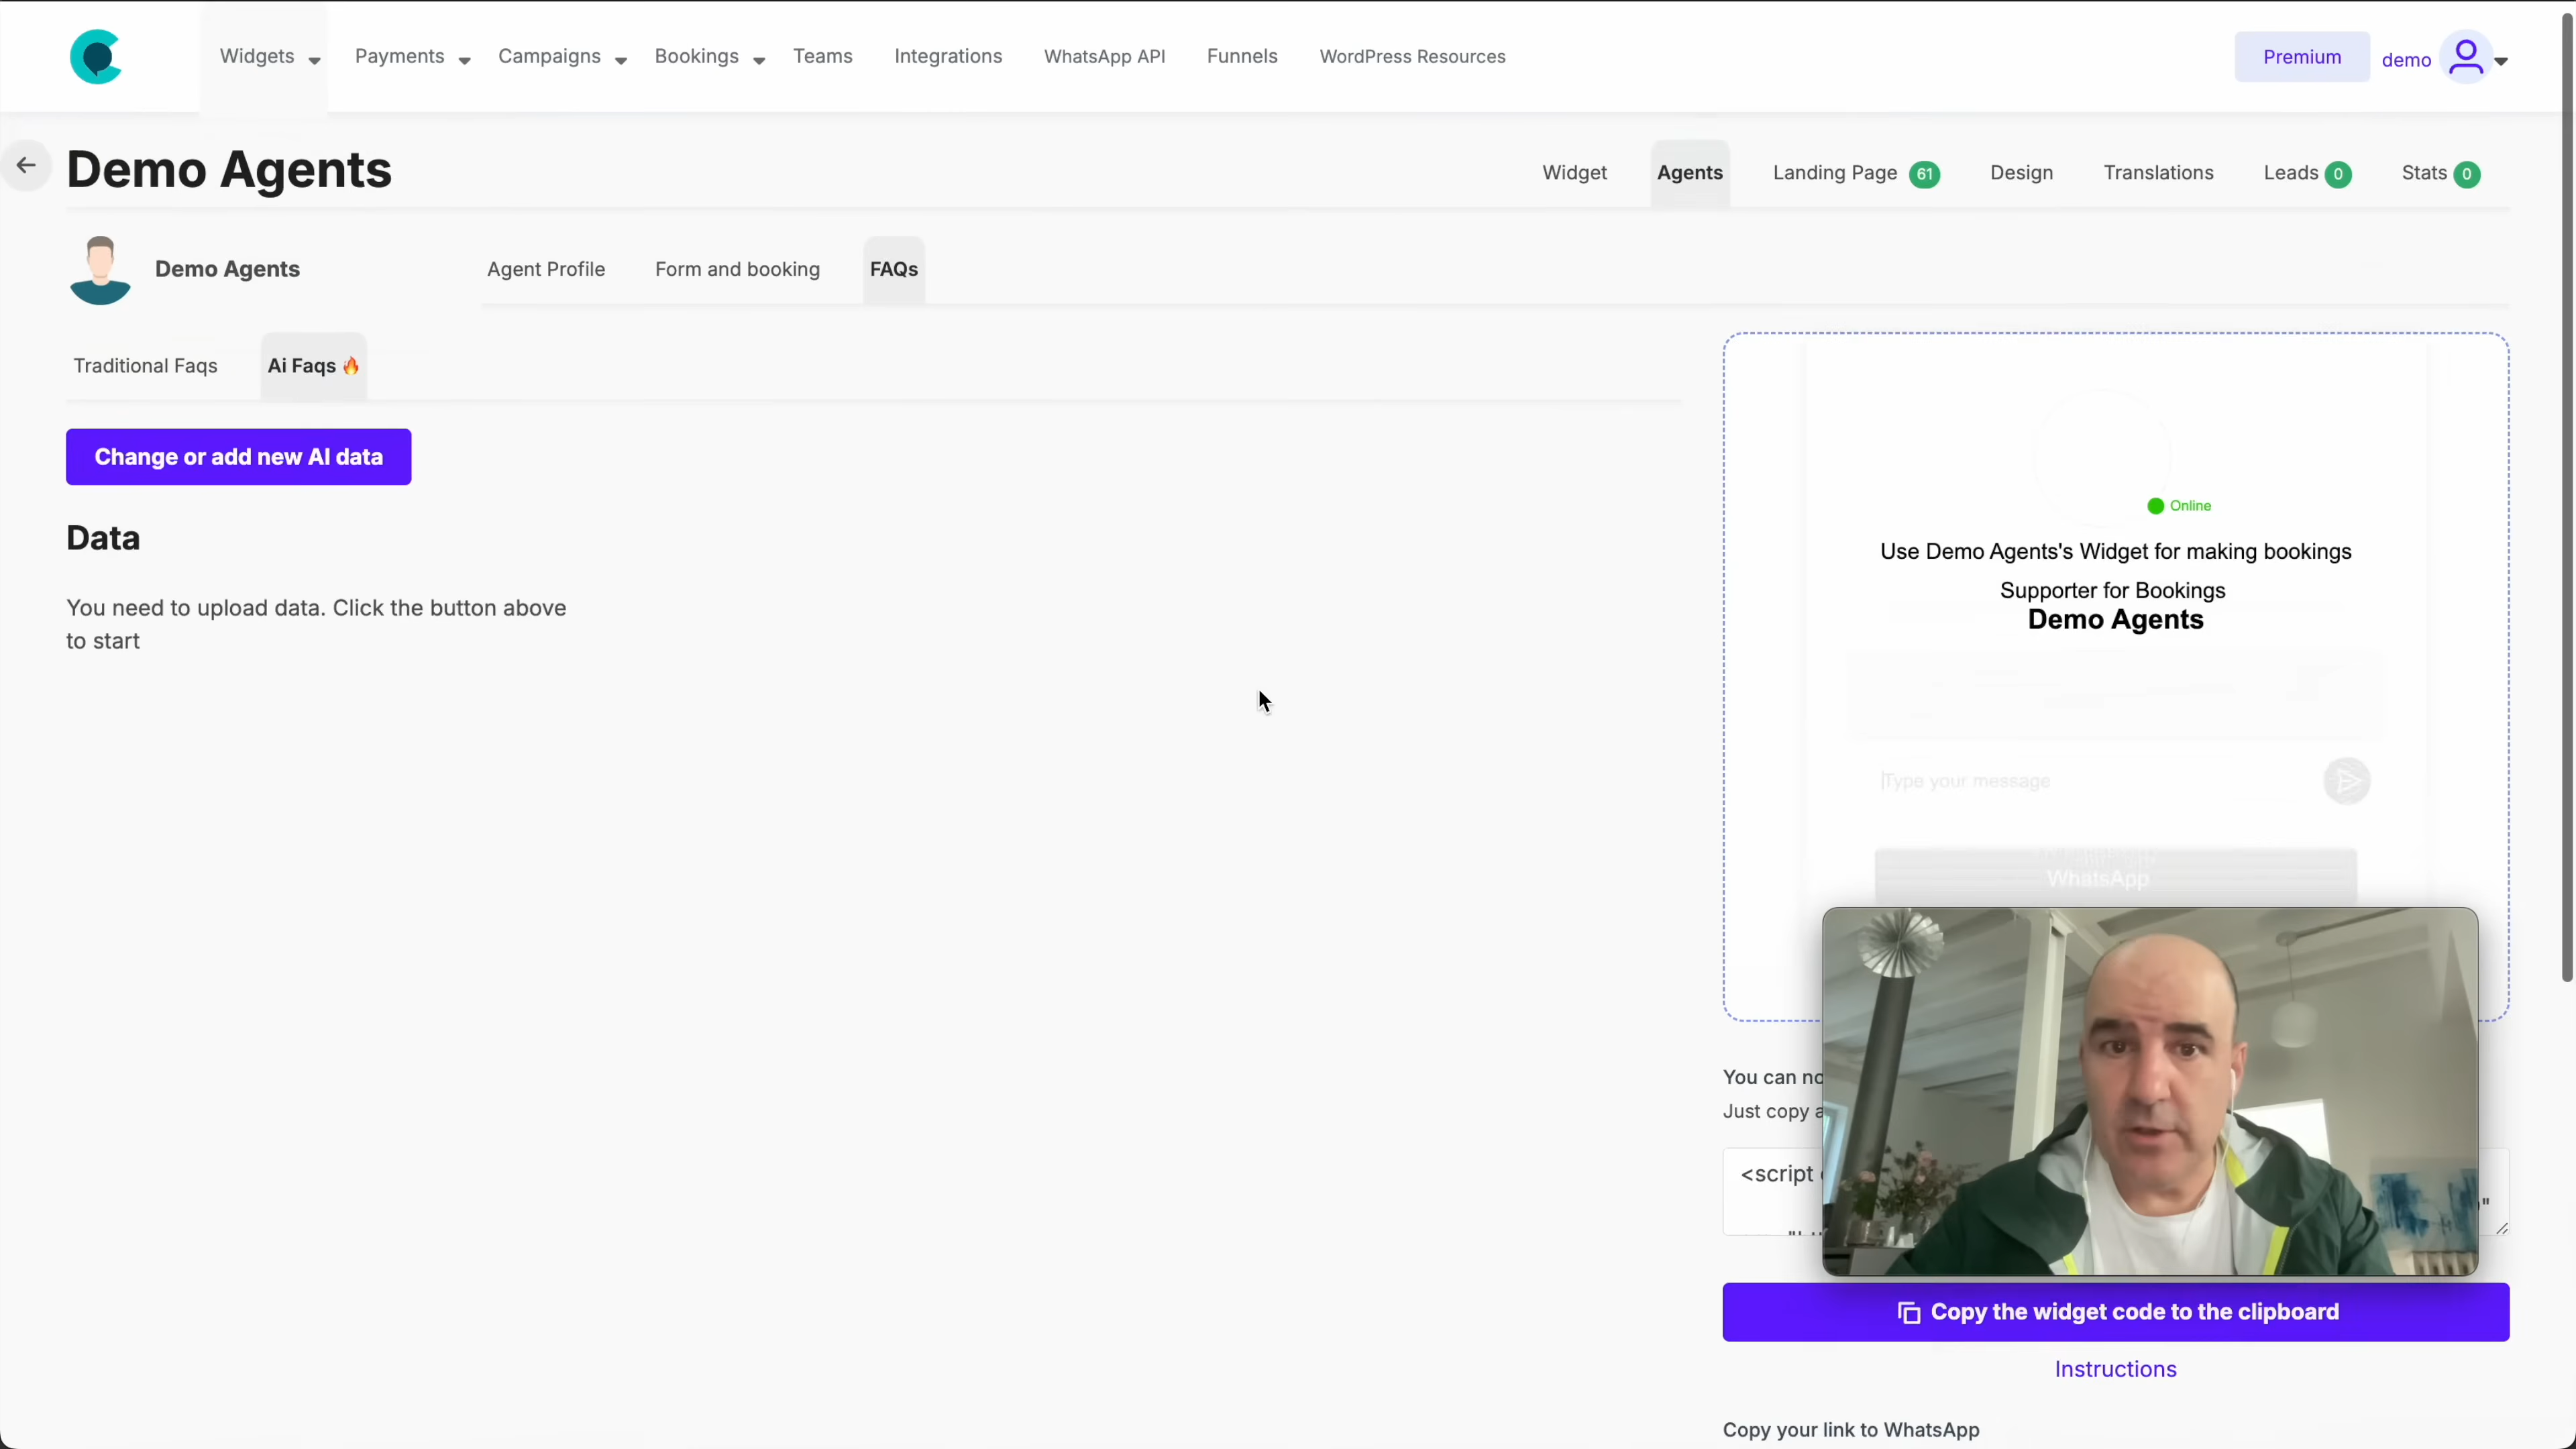 Widgets Payments Campaigns Bookings Teams Integrations WhatsApp API Funnels WordPress Resources Premium demo
Demo Agents
Widget Agents Landing Page 61 Design Translations Leads 0 Stats 0
Demo Agents
Agent Profile Form and booking FAQs
Traditional Faqs Ai Faqs 🔥
Change or add new AI data
Data
You need to upload data. Click the button above
to start
Online
Use Demo Agents's Widget for making bookings
Supporter for Bookings
Demo Agents
Type your message
WhatsApp
You can
Just copy
<script
Copy the widget code to the clipboard
Instructions
Copy your link to WhatsApp